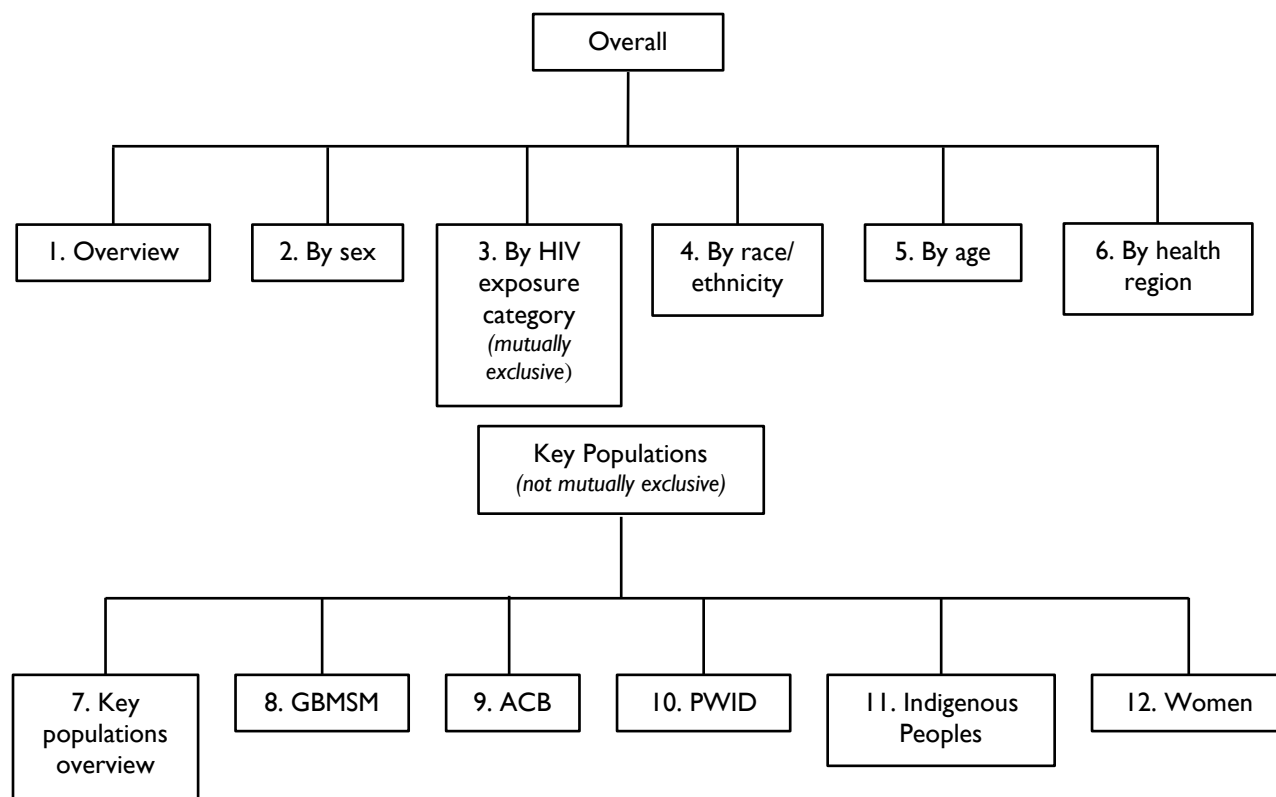 Overall
1. Overview
2. By sex
3. By HIV
exposure
category
(mutually
exclusive)
4. By race/
ethnicity
5. By age
6. By health
region
Key Populations
(not mutually exclusive)
7. Key
populations
overview
8. GBMSM
9. ACB
10. PWID
11. Indigenous
Peoples
12. Women